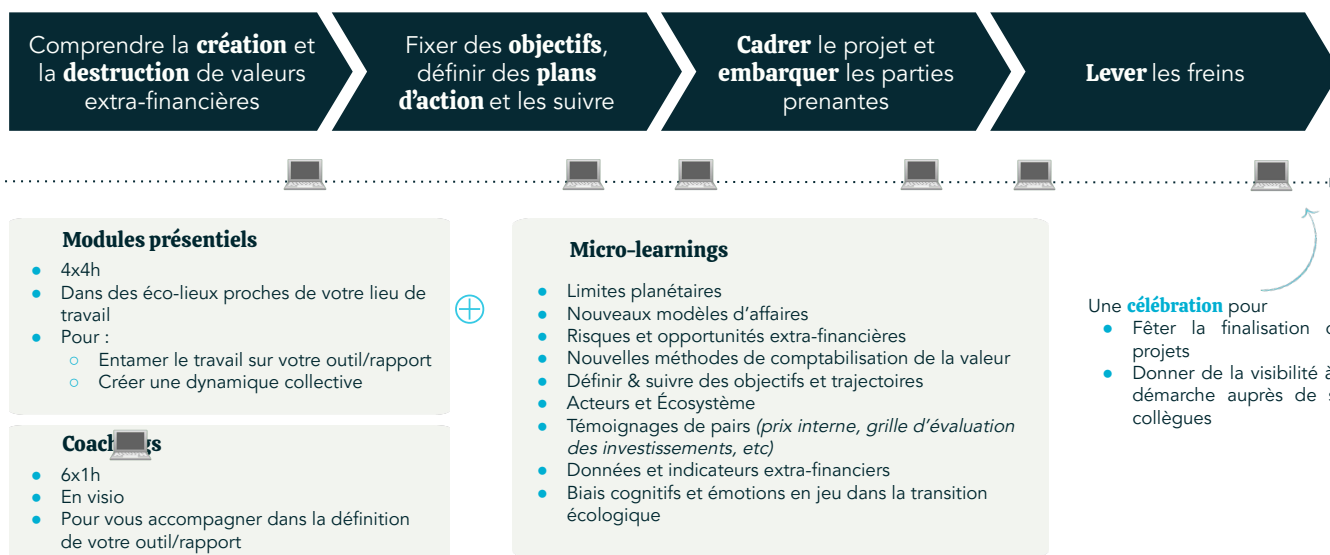 Comprendre la création et
la destruction de valeurs
extra-financières
Fixer des objectifs,
définir des plans
d'action et les suivre
Cadrer le projet et
embarquer les parties
prenantes
Lever les freins
Modules présentiels
● 4x4h
● Dans des éco-lieux proches de votre lieu de
travail
● Pour :
○ Entamer le travail sur votre outil/rapport
○ Créer une dynamique collective
Coachings
● 6x1h
● En visio
● Pour vous accompagner dans la définition
de votre outil/rapport
Micro-learnings
● Limites planétaires
● Nouveaux modèles d'affaires
● Risques et opportunités extra-financières
● Nouvelles méthodes de comptabilisation de la valeur
● Définir & suivre des objectifs et trajectoires
● Acteurs et Écosystème
● Témoignages de pairs (prix interne, grille d'évaluation
des investissements, etc)
● Données et indicateurs extra-financiers
● Biais cognitifs et émotions en jeu dans la transition
écologique
Une célébration pour
● Fêter la finalisation
projets
● Donner de la visibilité à
démarche auprès de
collègues